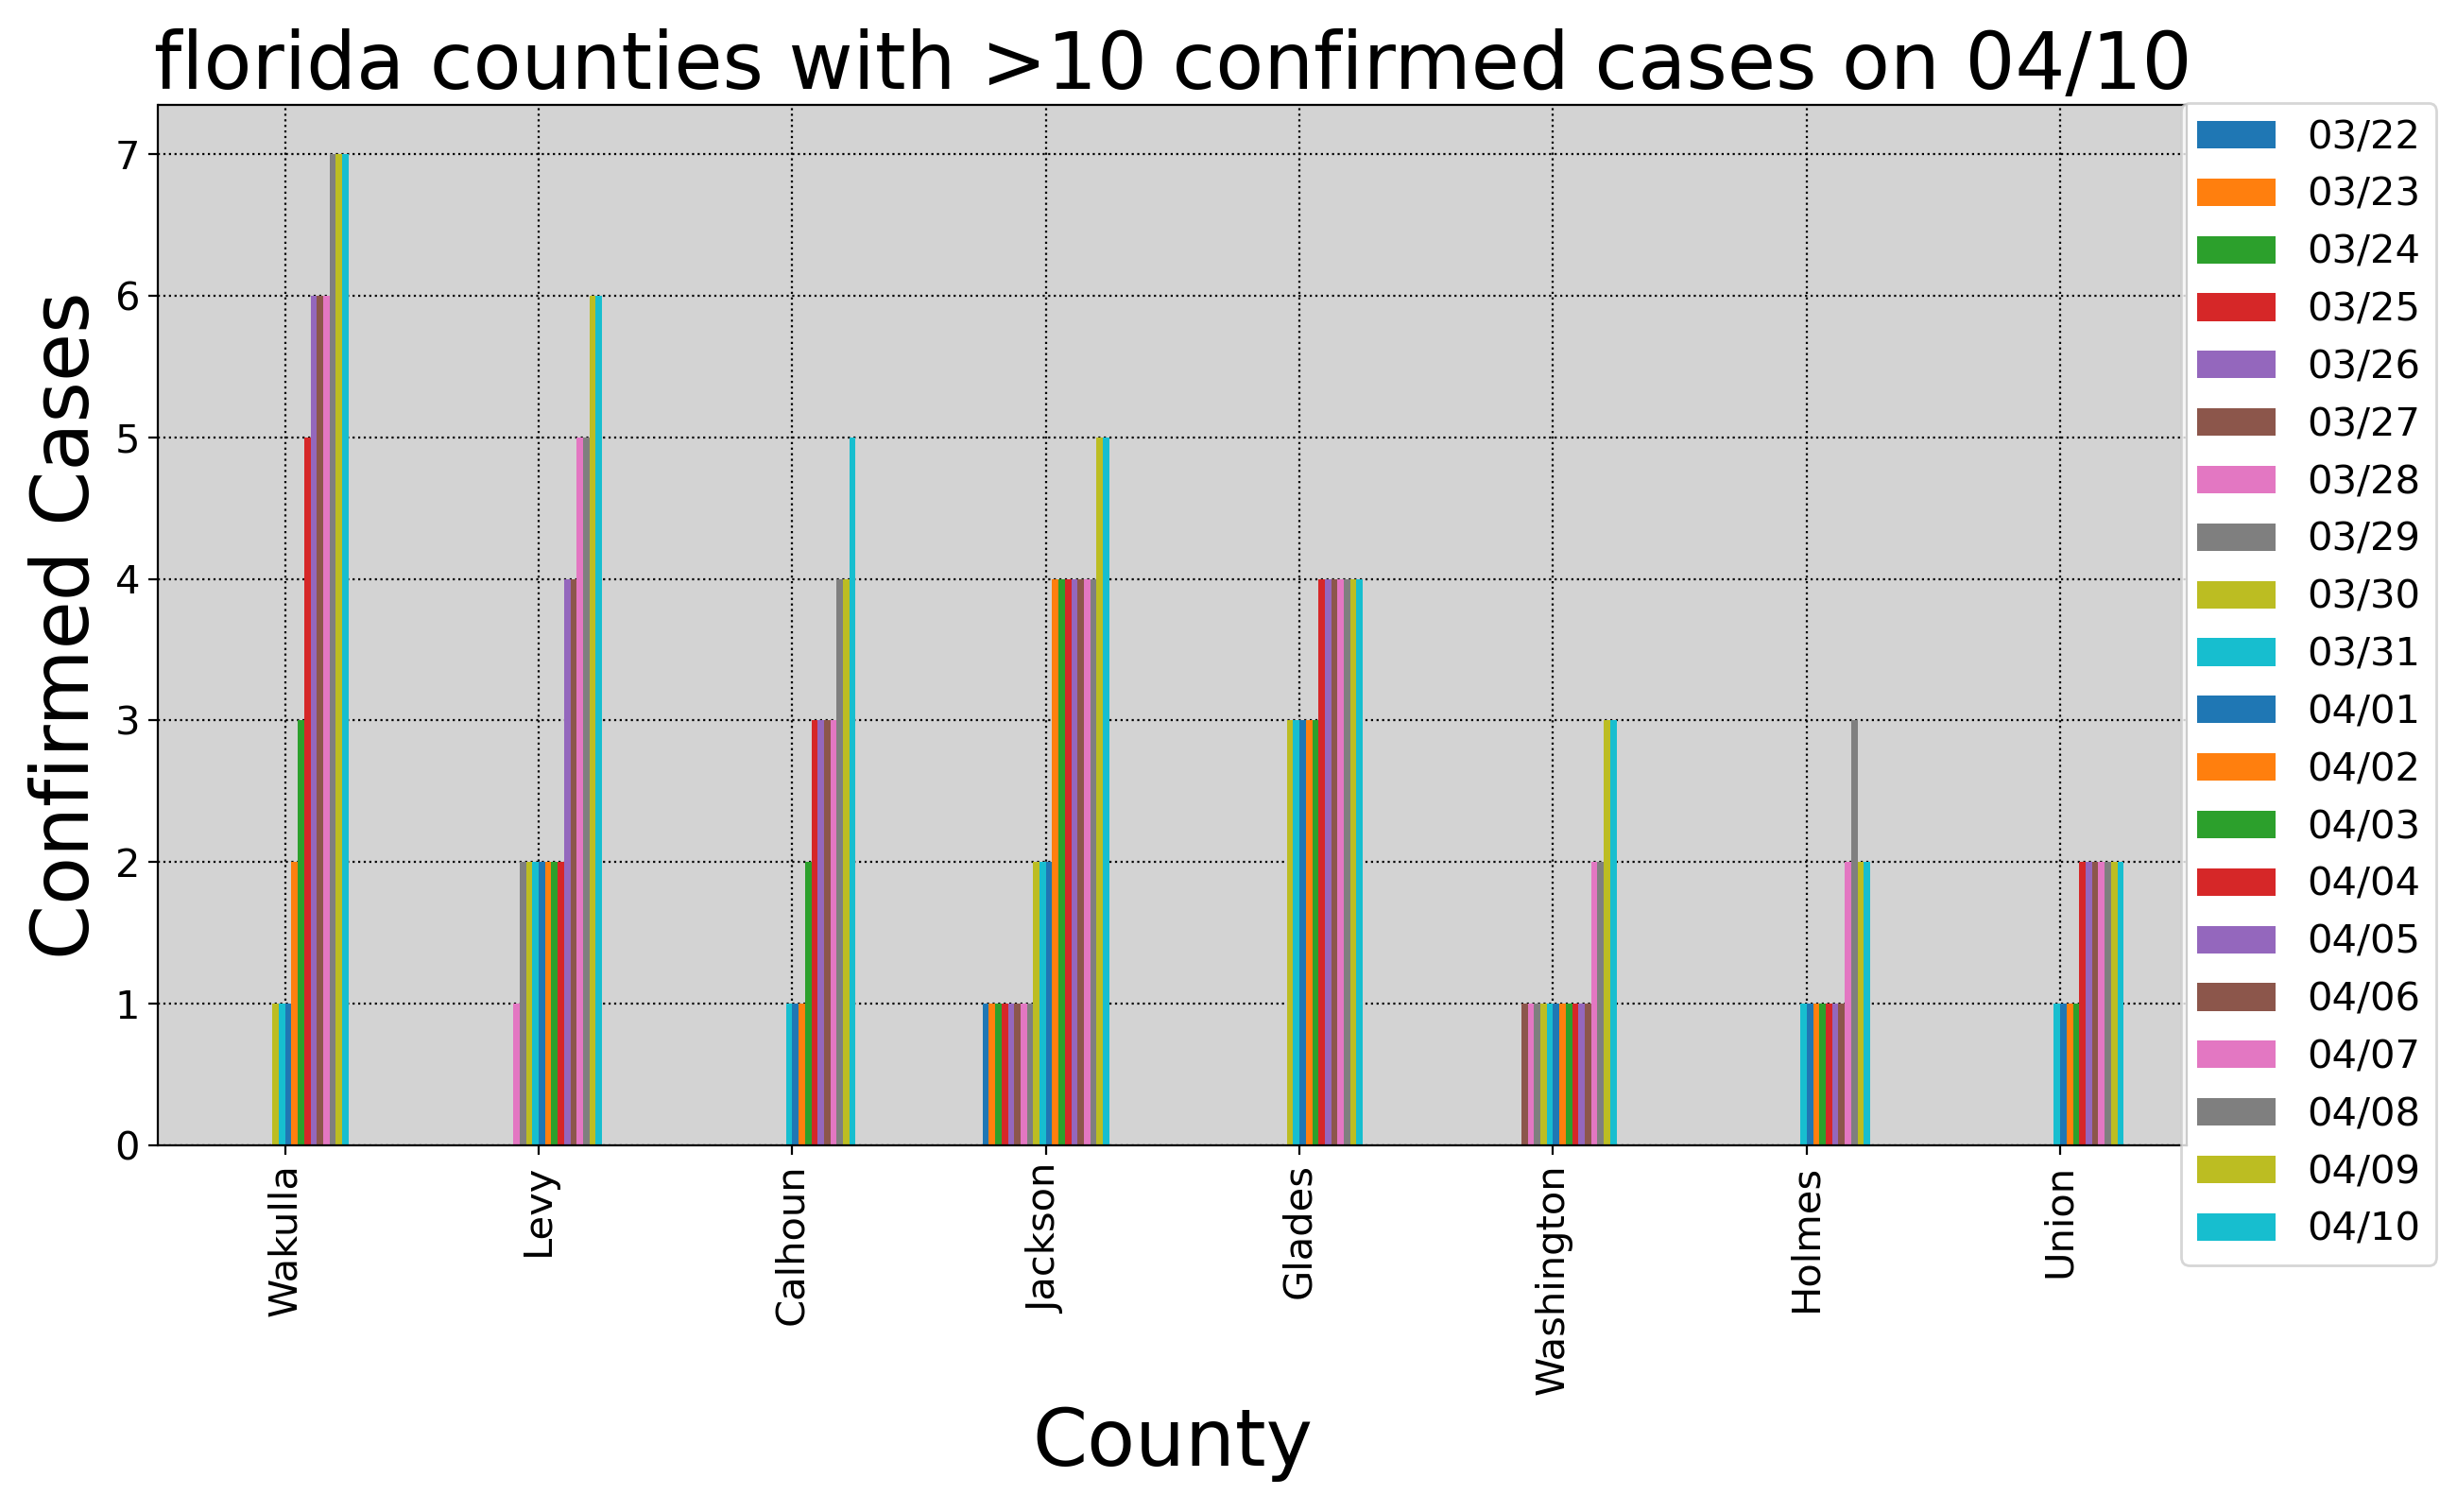 florida counties with >10 confirmed cases on 04/10
Confirmed Cases
7
6
5
4
3
2
1
0
Wakulla
Levy
Calhoun
Jackson
Glades
Washington
Holmes
Union
County
03/22
03/23
03/24
03/25
03/26
03/27
03/28
03/29
03/30
03/31
04/01
04/02
04/03
04/04
04/05
04/06
04/07
04/08
04/09
04/10